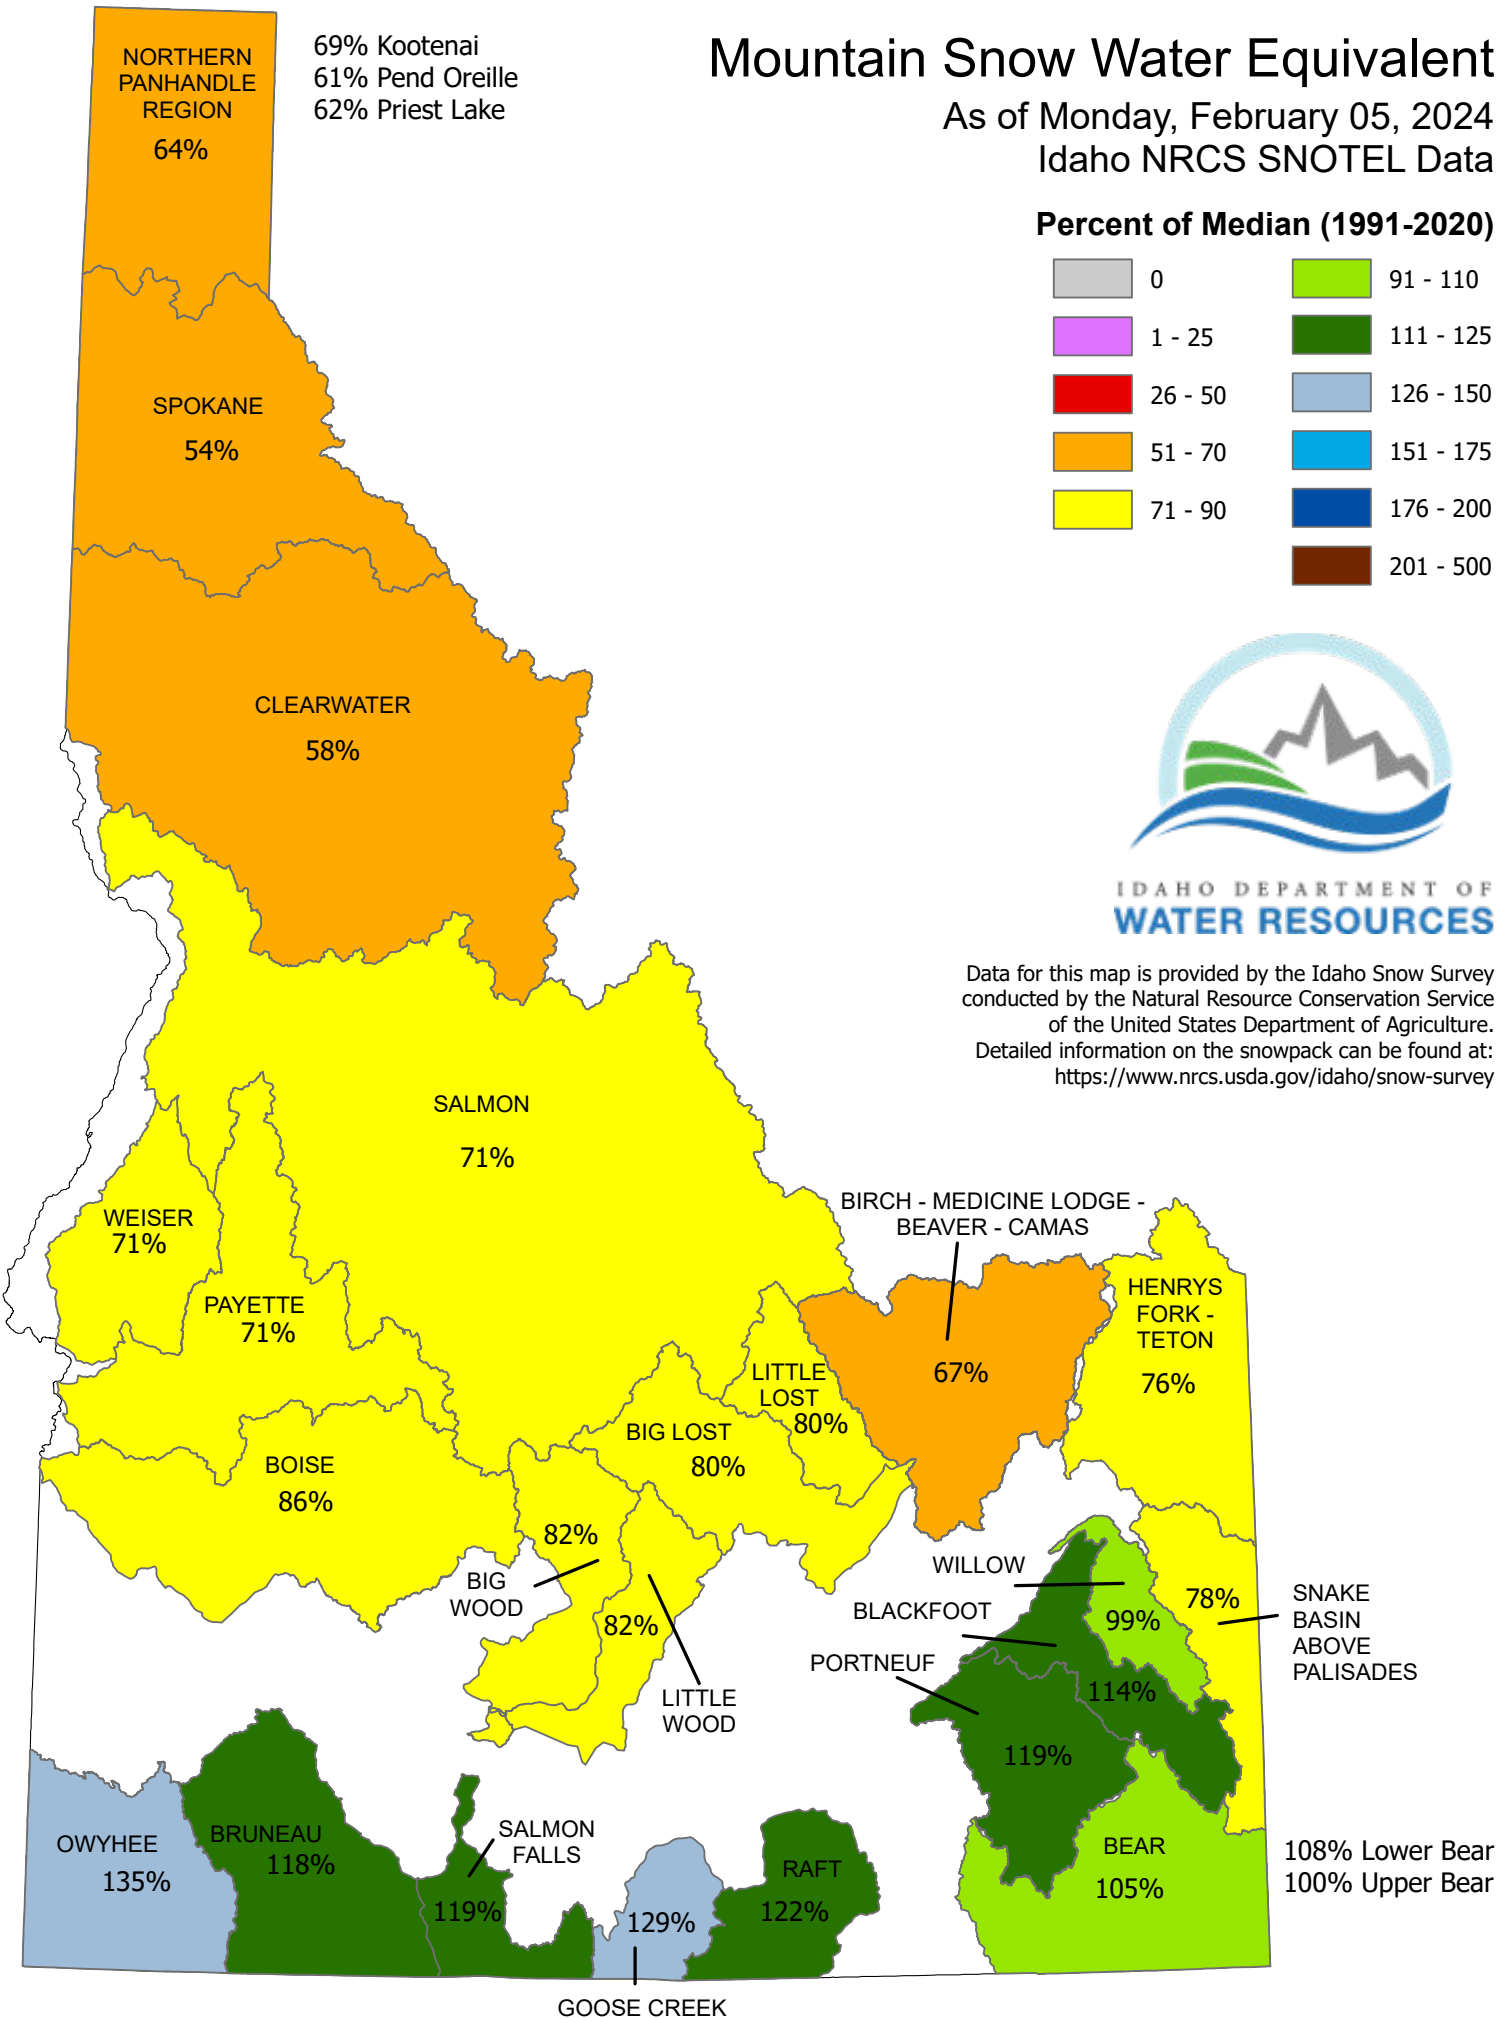 Mountain Snow Water Equivalent
As of Monday, February 05, 2024
Idaho NRCS SNOTEL Data
Percent of Median (1991-2020)
0
1 - 25
26 - 50
51 - 70
71 - 90
91 - 110
111 - 125
126 - 150
151 - 175
176 - 200
201 - 500
IDAHO DEPARTMENT OF
WATER RESOURCES
Data for this map is provided by the Idaho Snow Survey
conducted by the Natural Resource Conservation Service
of the United States Department of Agriculture.
Detailed information on the snowpack can be found at:
https://www.nrcs.usda.gov/idaho/snow-survey
NORTHERN
PANHANDLE
REGION
64%
69% Kootenai
61% Pend Oreille
62% Priest Lake
SPOKANE
54%
CLEARWATER
58%
SALMON
71%
WEISER
71%
PAYETTE
71%
BOISE
86%
BIRCH - MEDICINE LODGE -
BEAVER - CAMAS
67%
HENRYS
FORK -
TETON
76%
LITTLE
LOST
80%
BIG LOST
80%
82%
BIG
WOOD
82%
LITTLE
WOOD
WILLOW
99%
BLACKFOOT
114%
PORTNEUF
119%
78%
SNAKE
BASIN
ABOVE
PALISADES
OWYHEE
135%
BRUNEAU
118%
SALMON
FALLS
119%
129%
GOOSE CREEK
RAFT
122%
BEAR
105%
108% Lower Bear
100% Upper Bear